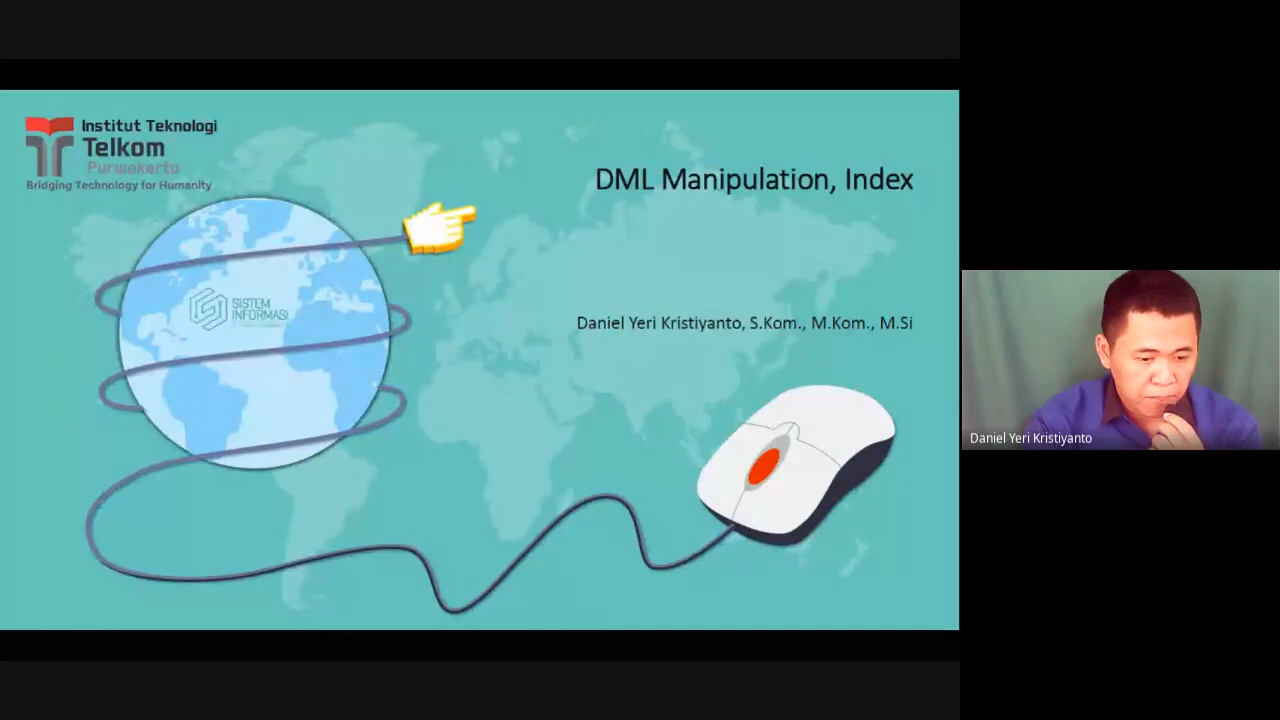 Institut Teknologi
Telkom
Purwokerto
Bridging Technology for Humanity
DML Manipulation, Index
SISTEM
INFORMASI
Daniel Yeri Kristiyanto, S.Kom., M.Kom., M.Si
Daniel Yeri Kristiyanto